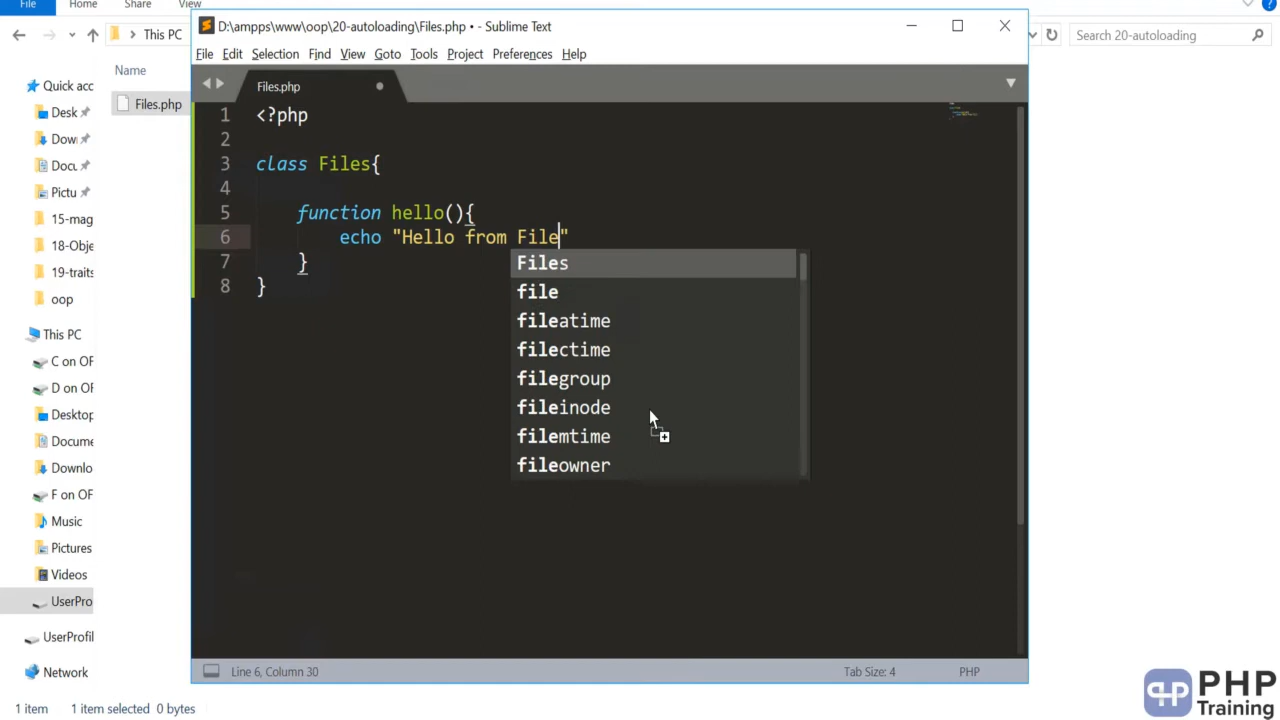 File
Home
Share
View
D:\ampps\www\oop\20-autoloading\Files.php • - Sublime Text
This PC
Search 20-autoloading
File Edit Selection Find View Goto Tools Project Preferences Help
Name
Files.php
Quick acc
Desk
Dow
Docu
Pictu
15-mag
18-Obje
19-traits
oop
This PC
C on OF
D on OF
Desktop
Docume
Downlo
F on OF
Music
Pictures
Videos
UserPro
UserProfil
Network
1 item 1 item selected 0 bytes
Files.php
1 <?php
2
3 class Files{
4
5 function hello(){
6 echo "Hello from File"
7 }
8 }
Files
file
fileatime
filectime
filegroup
fileinode
filemtime
fileowner
Line 6, Column 30
Tab Size: 4
PHP
php PHP
Training